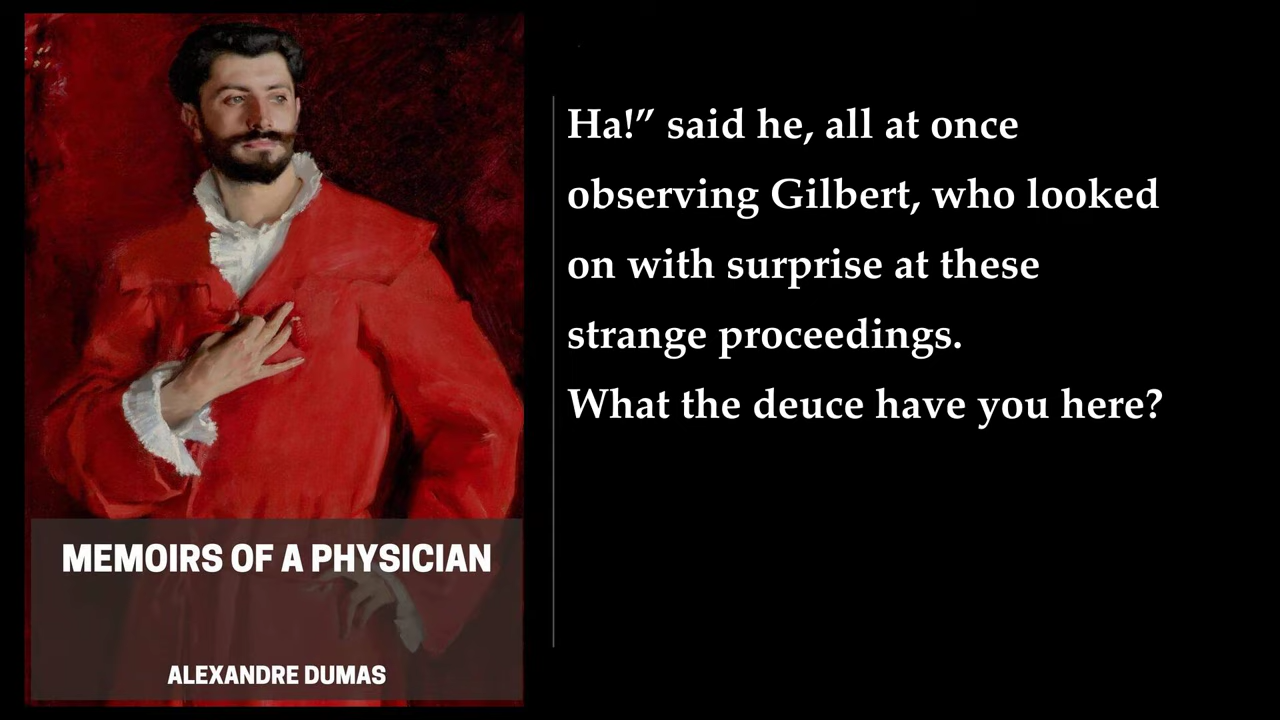 Ha!” said he, all at once
observing Gilbert, who looked
on with surprise at these
strange proceedings.
What the deuce have you here?
MEMOIRS OF A PHYSICIAN
ALEXANDRE DUMAS